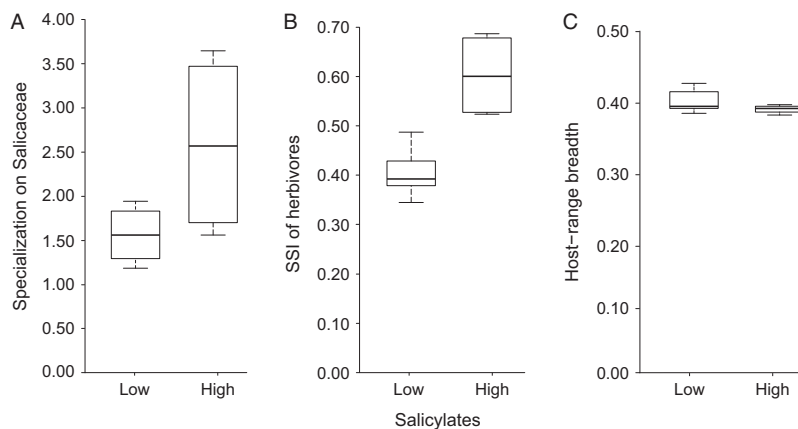 A
Specialization on Salicaceae
4.00
3.50
3.00
2.50
2.00
1.50
1.00
0.50
0.00
Low
High
B
SSI of herbivores
0.70
0.60
0.50
0.40
0.30
0.20
0.10
0.00
Low
High
Salicylates
C
Host-range breadth
0.50
0.40
0.30
0.20
0.10
0.00
Low
High